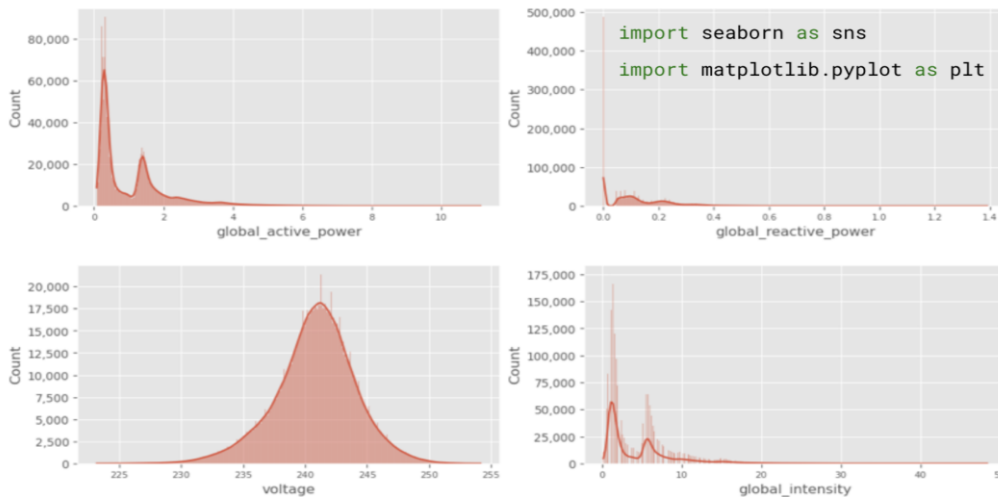 80,000
60,000
40,000
20,000
0
Count
0 2 4 6 8 10
global_active_power
500,000
400,000
300,000
200,000
100,000
0
Count
import seaborn as sns
import matplotlib.pyplot as plt
0.0 0.2 0.4 0.6 0.8 1.0 1.2 1.4
global_reactive_power
20,000
17,500
15,000
12,500
10,000
7,500
5,000
2,500
0
Count
225 230 235 240 245 250 255
voltage
175,000
150,000
125,000
100,000
75,000
50,000
25,000
0
Count
0 10 20 30 40
global_intensity